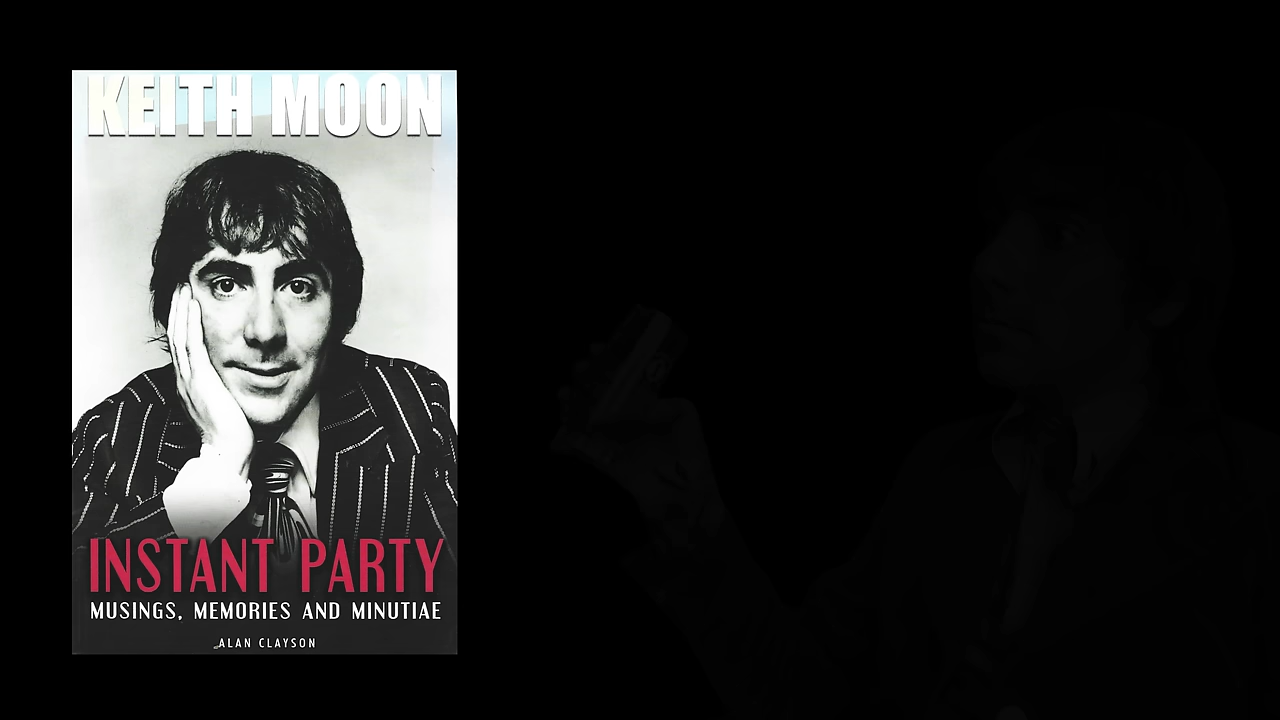 KEITH MOON
INSTANT PARTY
MUSINGS, MEMORIES AND MINUTIAE
ALAN CLAYSON